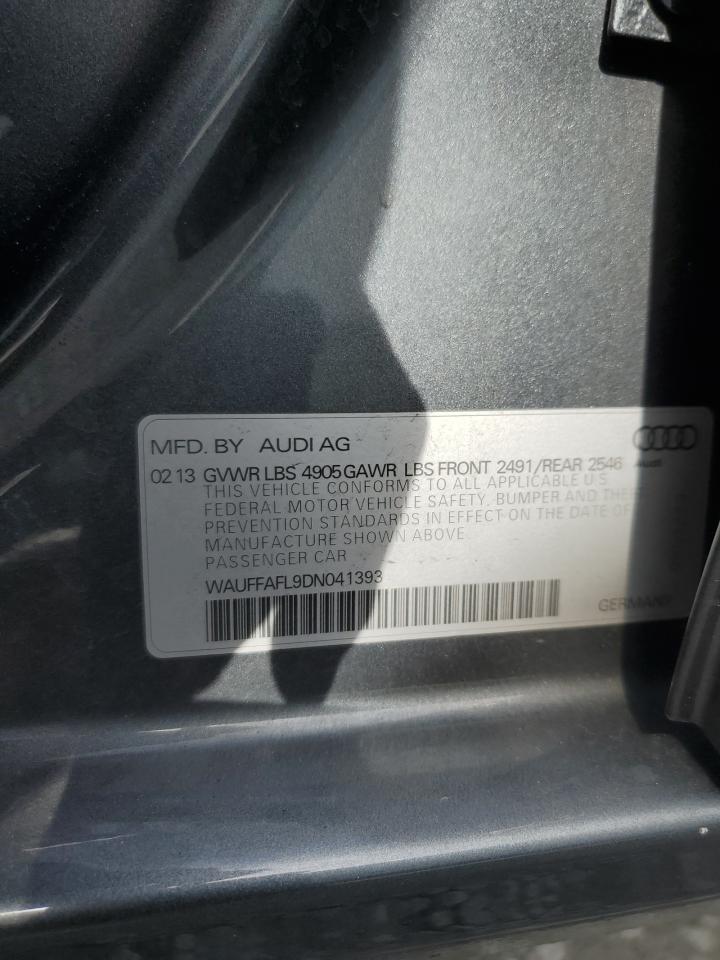 MFD. BY AUDI AG
02 13 GVWR LBS 4905 GAWR LBS FRONT 2491/REAR 2546
Audi
THIS VEHICLE CONFORMS TO ALL APPLICABLE U S
FEDERAL MOTOR VEHICLE SAFETY, BUMPER AND THEFT
PREVENTION STANDARDS IN EFFECT ON THE DATE OF
MANUFACTURE SHOWN ABOVE.
PASSENGER CAR
WAUFFAFL9DN041393
GERMANY